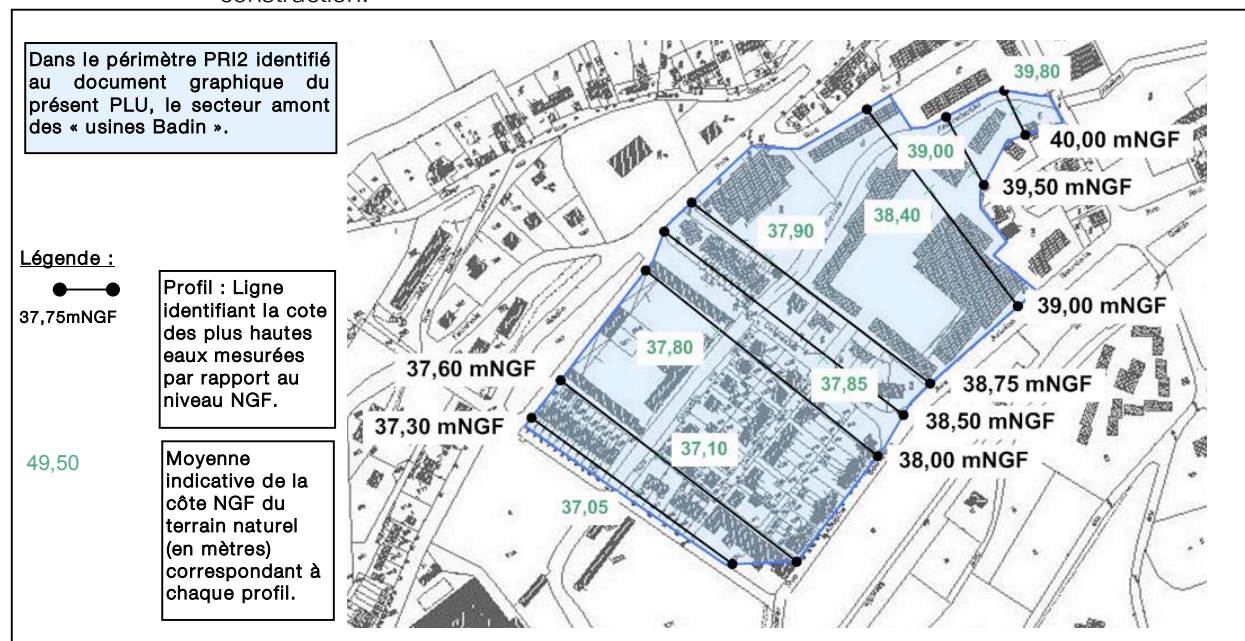 construction.
Dans le périmètre PRI2 identifié
au document graphique du
présent PLU, le secteur amont
des « usines Badin ».
Légende :
37,75mNGF
Profil : Ligne
identifiant la cote
des plus hautes
eaux mesurées
par rapport au
niveau NGF.
49,50
Moyenne
indicative de la
côte NGF du
terrain naturel
(en mètres)
correspondant à
chaque profil.
39,80
40,00 mNGF
39,00
39,50 mNGF
38,40
37,90
39,00 mNGF
37,80
37,60 mNGF
37,85
38,75 mNGF
37,30 mNGF
38,50 mNGF
37,10
38,00 mNGF
37,05